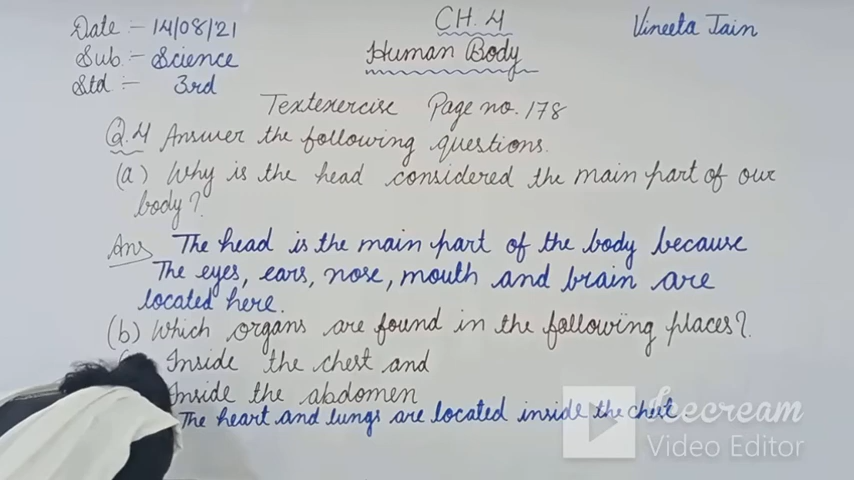 Date :- 14/08/21
CH. 4
Vineeta Jain
Sub :- Science
Human Body
Std :- 3rd
Textexercise Page no. 178
Q.4 Answer the following questions.
(a) Why is the head considered the main part of our
body?
Ans The head is the main part of the body because
The eyes, ears, nose, mouth and brain are
located here.
(b) Which organs are found in the following places?
Inside the chest and
Inside the abdomen
The heart and lungs are located inside the chest
Icecream
Video Editor